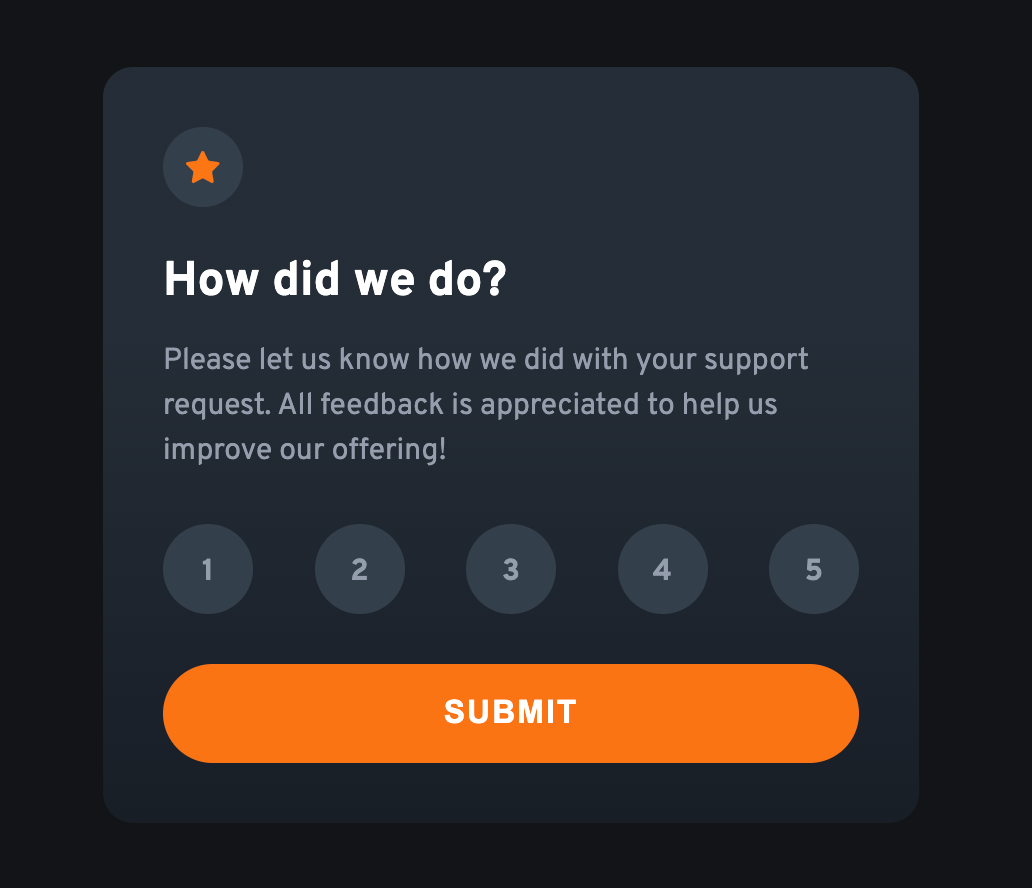 How did we do?
Please let us know how we did with your support
request. All feedback is appreciated to help us
improve our offering!
1 2 3 4 5
SUBMIT